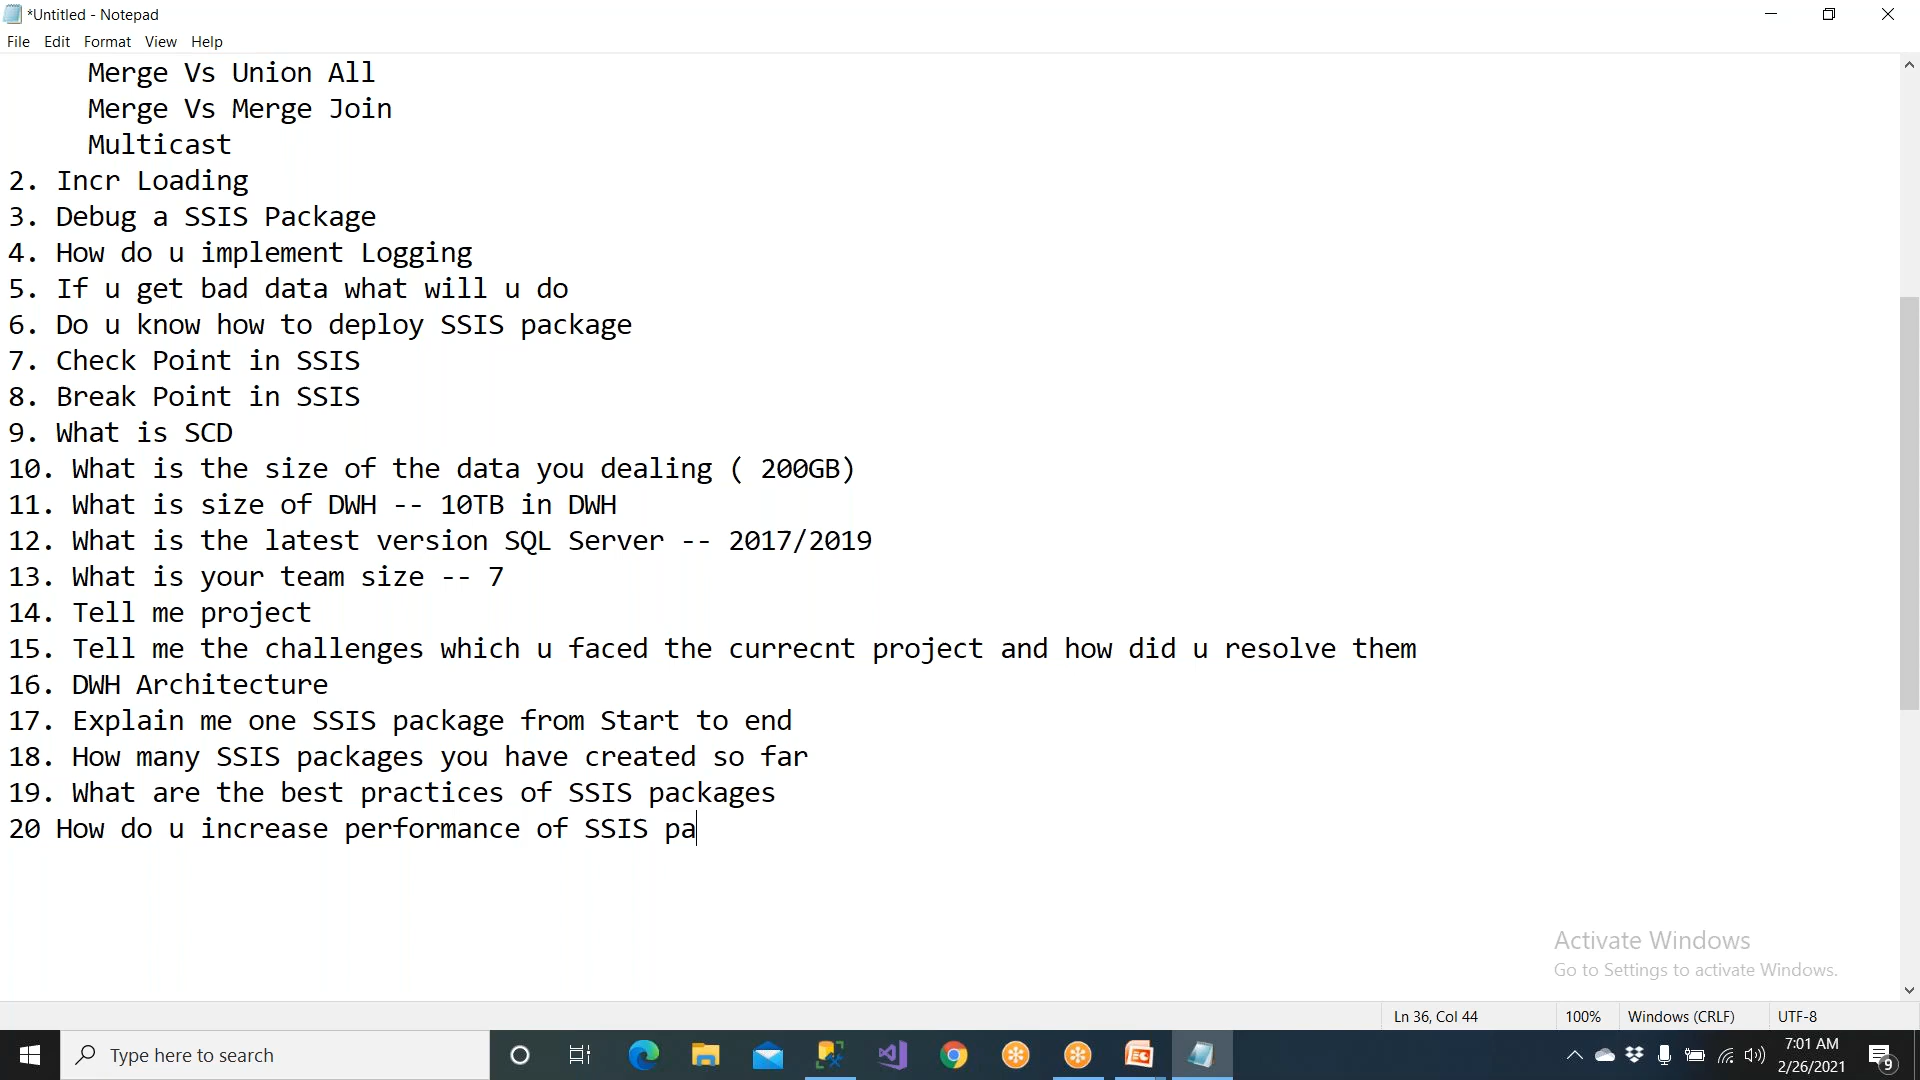 *Untitled - Notepad
File Edit Format View Help
Merge Vs Union All
Merge Vs Merge Join
Multicast
2. Incr Loading
3. Debug a SSIS Package
4. How do u implement Logging
5. If u get bad data what will u do
6. Do u know how to deploy SSIS package
7. Check Point in SSIS
8. Break Point in SSIS
9. What is SCD
10. What is the size of the data you dealing ( 200GB)
11. What is size of DWH -- 10TB in DWH
12. What is the latest version SQL Server -- 2017/2019
13. What is your team size -- 7
14. Tell me project
15. Tell me the challenges which u faced the currecnt project and how did u resolve them
16. DWH Architecture
17. Explain me one SSIS package from Start to end
18. How many SSIS packages you have created so far
19. What are the best practices of SSIS packages
20 How do u increase performance of SSIS pa
Activate Windows
Go to Settings to activate Windows.
Ln 36, Col 44 100% Windows (CRLF) UTF-8
Type here to search
7:01 AM
2/26/2021
9